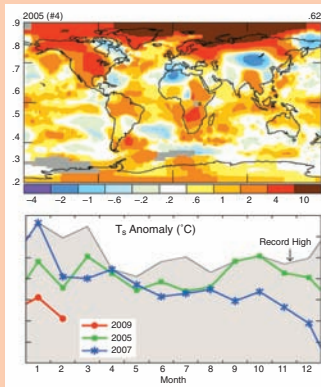 2005 (#4) .62
.9
.8
.7
.6
.5
.4
.3
.2
-4 -2 -1 -.6 -.2 .2 .6 1 2 4 10
Ts Anomaly (˚C)
Record High
2009
2005
2007
1 2 3 4 5 6 7 8 9 10 11 12
Month